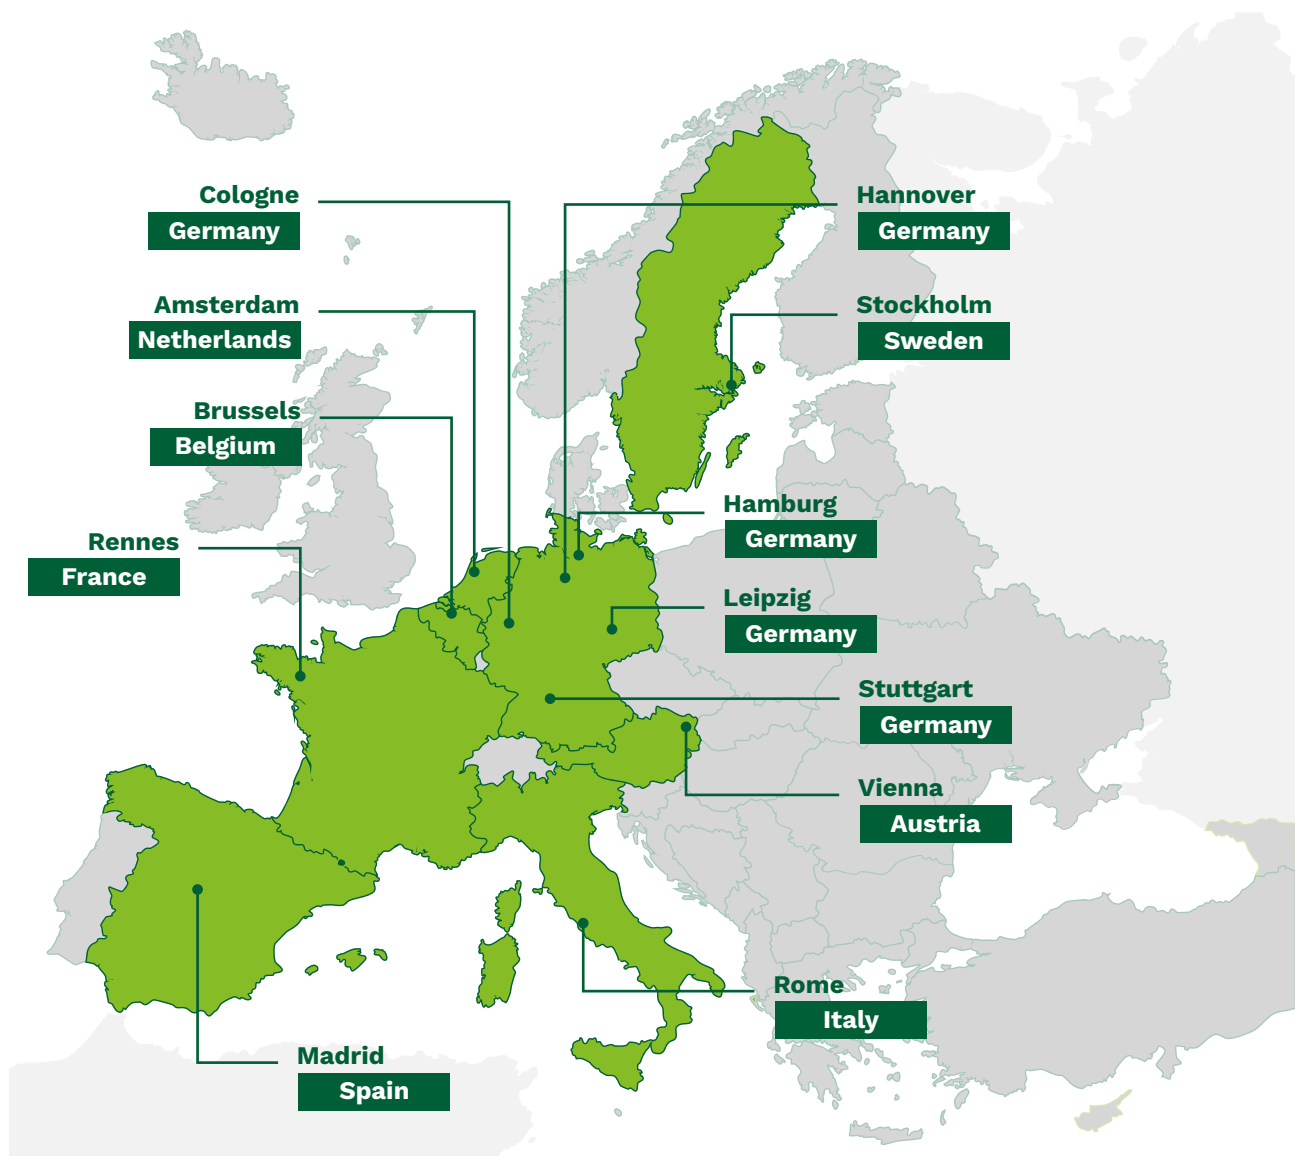 Cologne
Germany
Hannover
Germany
Amsterdam
Netherlands
Stockholm
Sweden
Brussels
Belgium
Hamburg
Germany
Rennes
France
Leipzig
Germany
Stuttgart
Germany
Vienna
Austria
Rome
Italy
Madrid
Spain